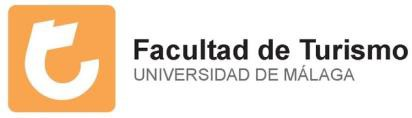 Facultad de Turismo
UNIVERSIDAD DE MÁLAGA